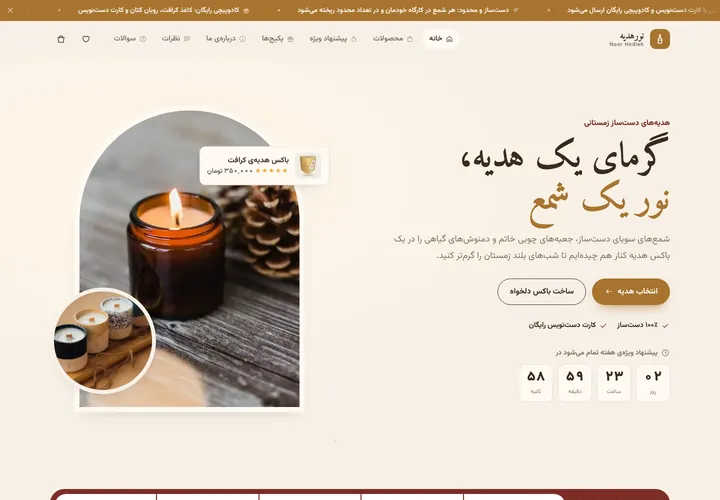 کارت دست‌نویس و کادوپیچی رایگان ارسال می‌شود
دست‌ساز و محدود: هر شمع در کارگاه خودمان و در تعداد محدود ریخته می‌شود
کادوپیچی رایگان: کاغذ کرافت، روبان کتان و کارت دست‌نویس
نور هدیه
Noor Hedieh
خانه
محصولات
پیشنهاد ویژه
پکیج‌ها
درباره‌ی ما
نظرات
سوالات
هدیه‌های دست‌ساز زمستانی
گرمای یک هدیه،
نور یک شمع
شمع‌های سویای دست‌ساز، جعبه‌های چوبی خاتم و دمنوش‌های گیاهی را در یک
باکس هدیه کنار هم چیده‌ایم تا شب‌های بلند زمستان را گرم‌تر کنید.
انتخاب هدیه ←
ساخت باکس دلخواه
۱۰۰٪ دست‌ساز
کارت دست‌نویس رایگان
پیشنهاد ویژه‌ی هفته تمام می‌شود در
۰۲ ۲۳ ۵۹ ۵۸
روز ساعت دقیقه ثانیه
باکس هدیه‌ی کرافت
★★★★★ ۳۵۰,۰۰۰ تومان